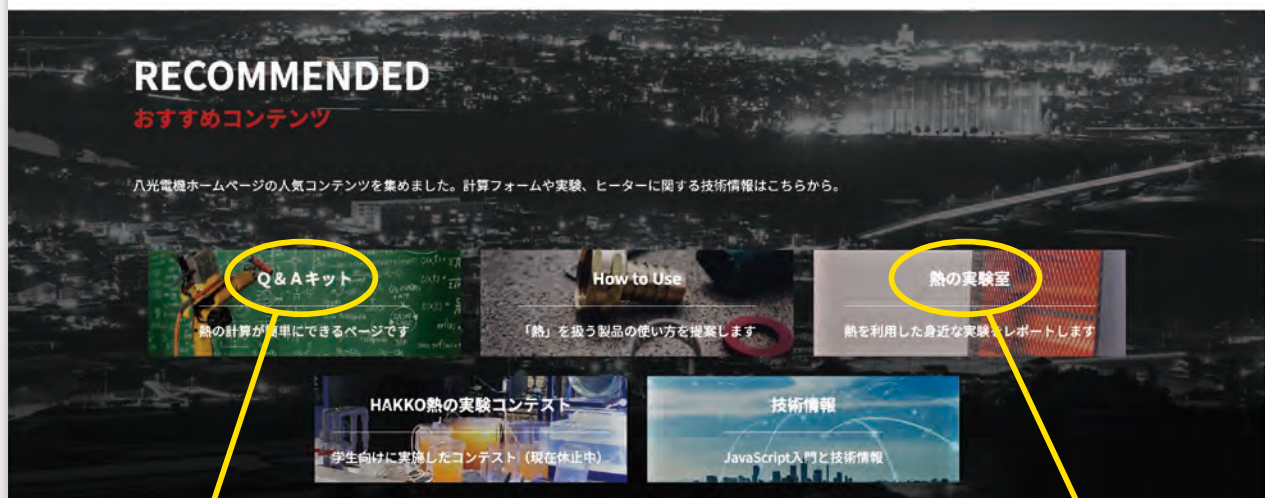 RECOMMENDED
おすすめコンテンツ
八光電機ホームページの人気コンテンツを集めました。計算フォームや実験、ヒーターに関する技術情報はこちらから。
Q&Aキット
熱の計算が簡単にできるページです
How to Use
「熱」を扱う製品の使い方を提案します
熱の実験室
熱を利用した身近な実験をレポートします
HAKKO熱の実験コンテスト
学生向けに実施したコンテスト（現在休止中）
技術情報
JavaScript入門と技術情報